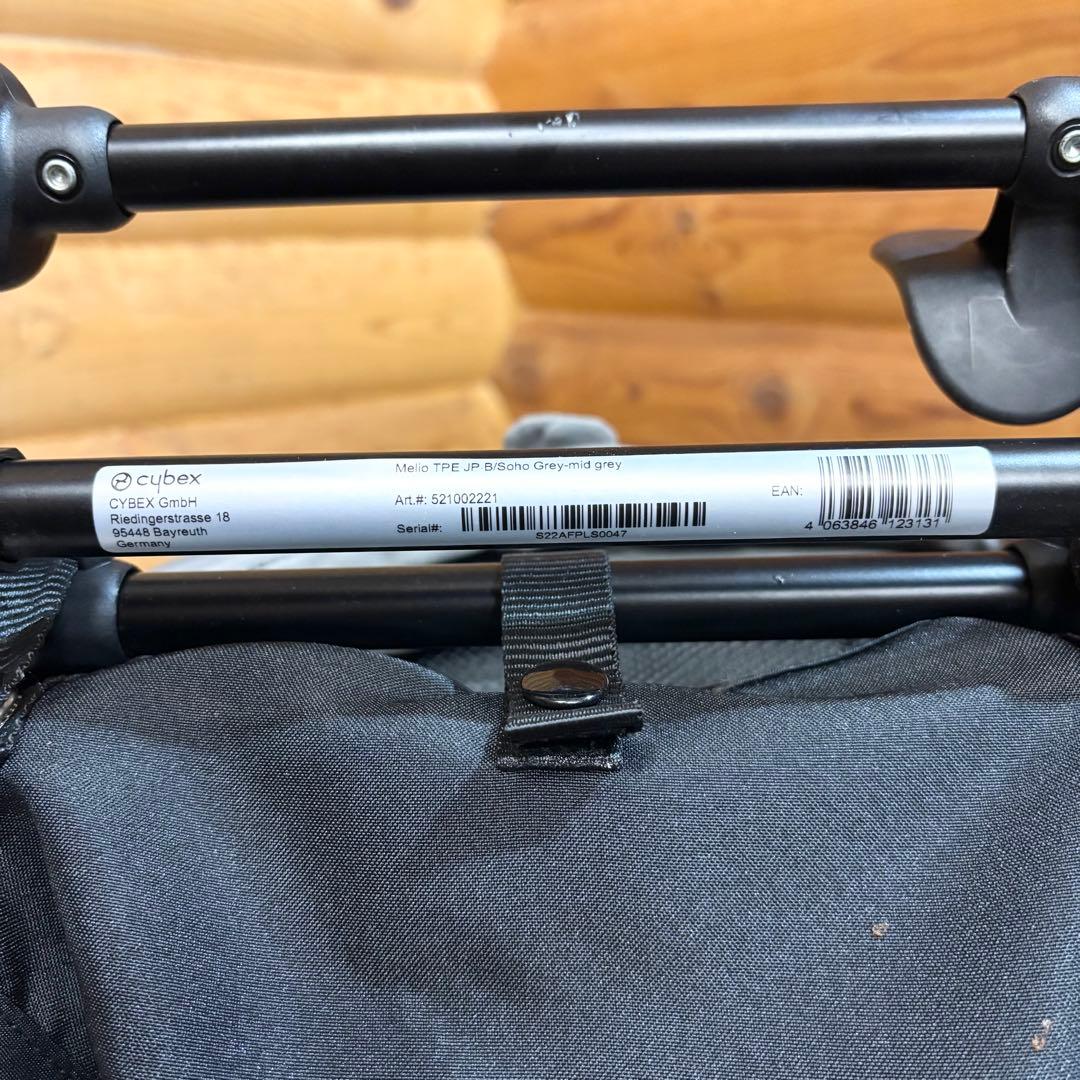 cybex
CYBEX GmbH
Riedingerstrasse 18
95448 Bayreuth
Germany
Melio TPE JP B/Soho Grey-mid grey
Art.#: 521002221
Serial#:
S22AFPLS0047
EAN:
4 063846 123131